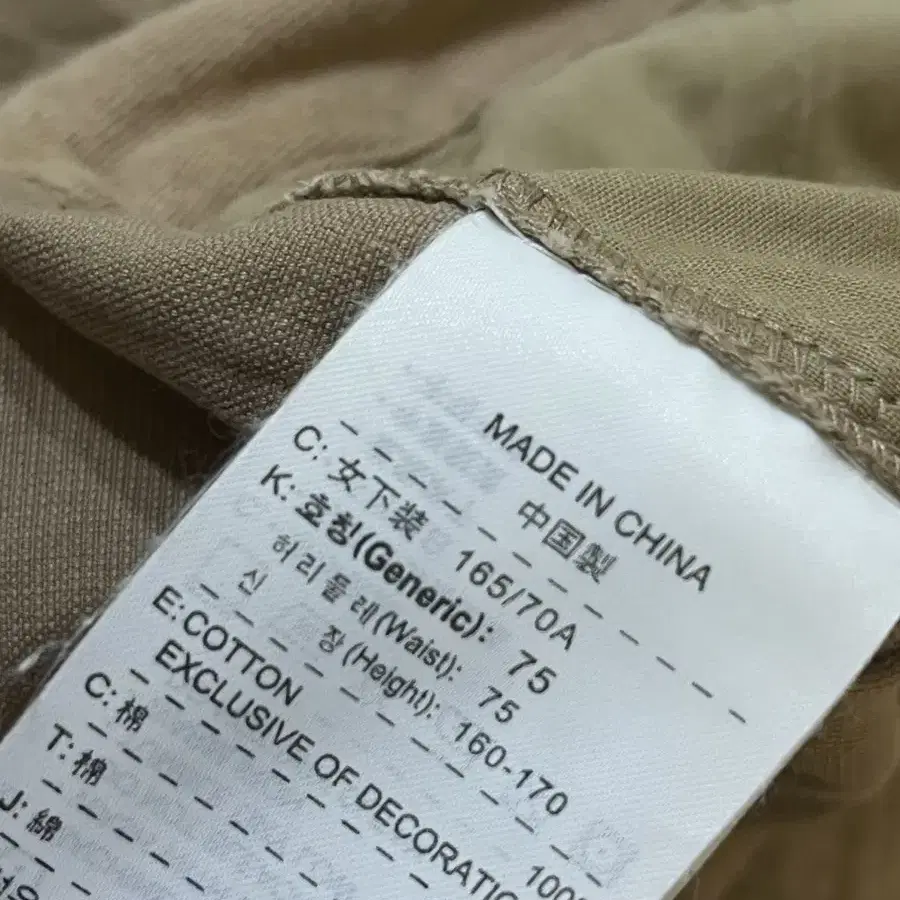 MADE IN CHINA
中国製
C: 女下装 165/70A
K: 호칭(Generic): 75
허리둘레(Waist): 75
신 장(Height): 160-170
E: COTTON
EXCLUSIVE OF DECORATIO
C: 棉
T: 棉
J: 綿